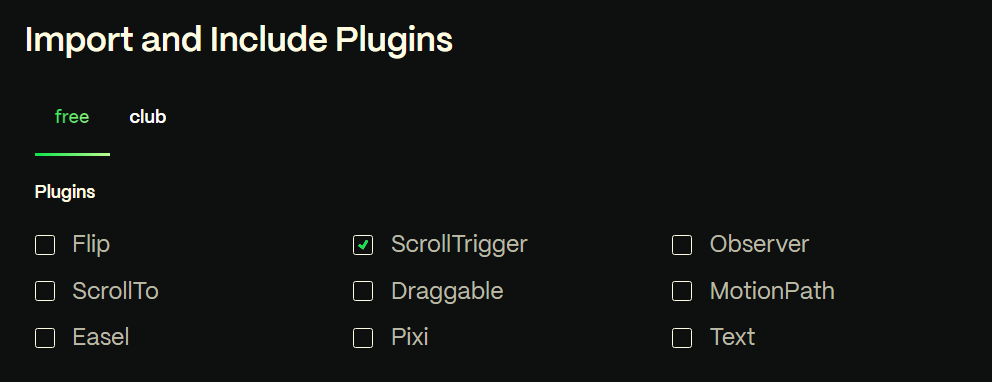 Import and Include Plugins
free club
Plugins
Flip ScrollTrigger Observer
ScrollTo Draggable MotionPath
Easel Pixi Text